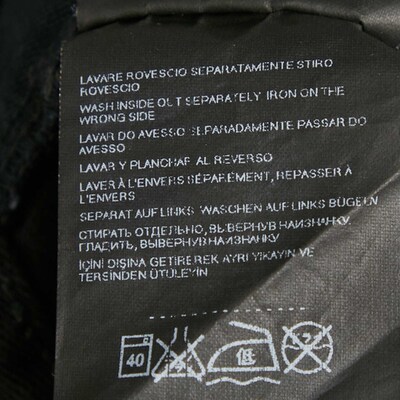 LAVARE ROVESCIO SEPARATAMENTE STIRO
ROVESCIO
WASH INSIDE OUT SEPARATELY IRON ON THE
WRONG SIDE
LAVAR DO AVESSO SEPARADAMENTE PASSAR DO
AVESSO
LAVAR Y PLANCHAR AL REVERSO
LAVER À L'ENVERS SÉPARÉMENT, REPASSER À
L'ENVERS
SEPARAT AUF LINKS WASCHEN AUF LINKS BÜGELN
СТИРАТЬ ОТДЕЛЬНО, ВЫВЕРНУВ НАИЗНАНКУ.
ГЛАДИТЬ, ВЫВЕРНУВ НАИЗНАНКУ
İÇİNİ DIŞINA GETİREREK AYRI YIKAYIN VE
TERSİNDEN ÜTÜLEYİN
40 低